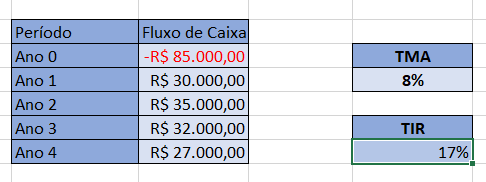 Período Fluxo de Caixa
Ano 0 -R$ 85.000,00 TMA
Ano 1 R$ 30.000,00 8%
Ano 2 R$ 35.000,00
Ano 3 R$ 32.000,00 TIR
Ano 4 R$ 27.000,00 17%